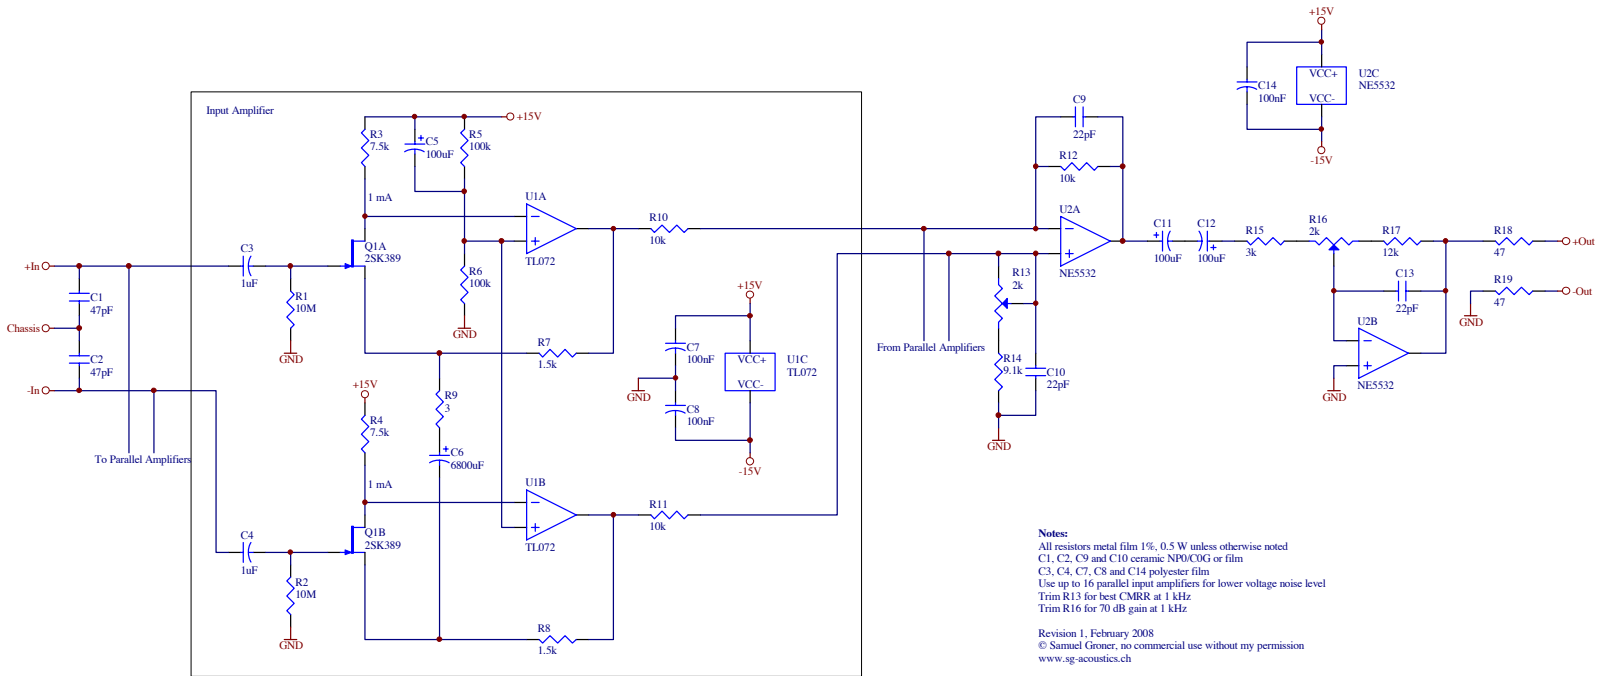 Input Amplifier
+In
C1
47pF
Chassis
C2
47pF
-In
To Parallel Amplifiers
C3
1uF
R1
10M
GND
C4
1uF
R2
10M
GND
R3
7.5k
C5
100uF
R5
100k
+15V
1 mA
Q1A
2SK389
R6
100k
GND
U1A
TL072
R10
10k
R7
1.5k
+15V
R4
7.5k
R9
3
C6
6800uF
1 mA
Q1B
2SK389
U1B
TL072
R11
10k
R8
1.5k
+15V
C7
100nF
GND
C8
100nF
VCC+
VCC-
U1C
TL072
-15V
From Parallel Amplifiers
C9
22pF
R12
10k
U2A
NE5532
R13
2k
R14
9.1k
C10
22pF
GND
C11
100uF
C12
100uF
R15
3k
R16
2k
R17
12k
C13
22pF
U2B
NE5532
GND
R18
47
+Out
R19
47
-Out
GND
+15V
C14
100nF
VCC+
VCC-
U2C
NE5532
-15V
Notes:
All resistors metal film 1%, 0.5 W unless otherwise noted
C1, C2, C9 and C10 ceramic NP0/C0G or film
C3, C4, C7, C8 and C14 polyester film
Use up to 16 parallel input amplifiers for lower voltage noise level
Trim R13 for best CMRR at 1 kHz
Trim R16 for 70 dB gain at 1 kHz
Revision 1, February 2008
© Samuel Groner, no commercial use without my permission
www.sg-acoustics.ch